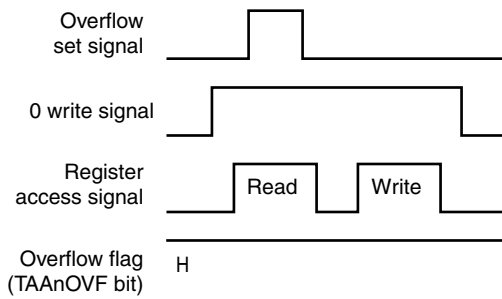 Overflow
set signal
0 write signal
Register
access signal
Read
Write
Overflow flag
(TAAnOVF bit)
H